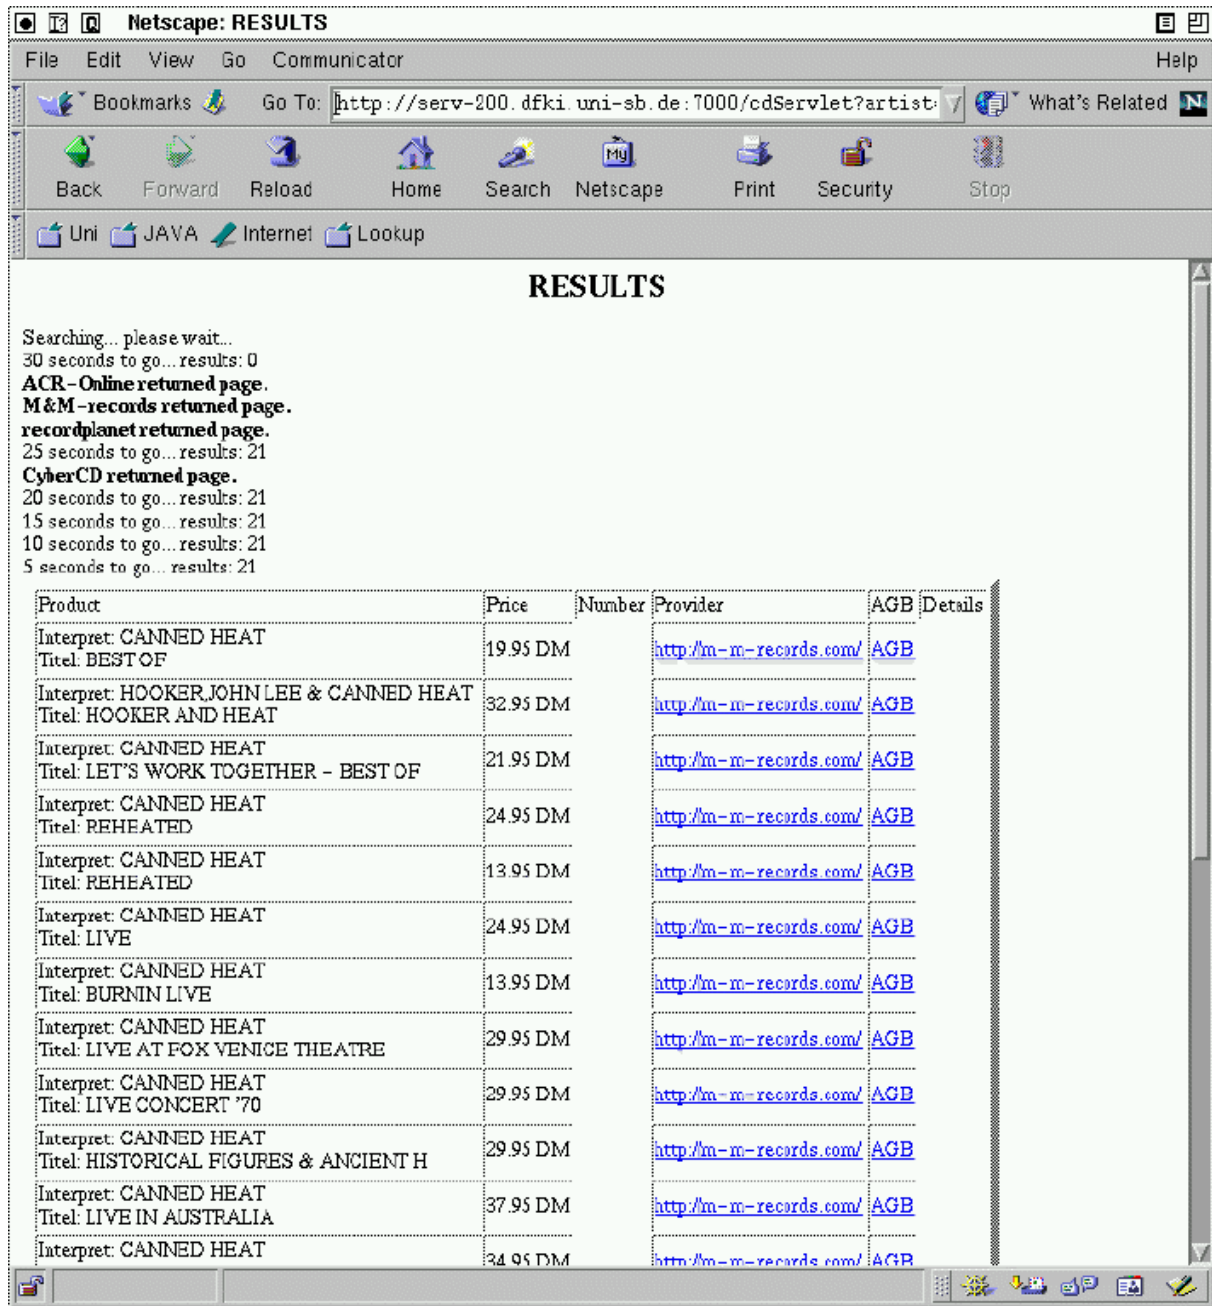 Netscape: RESULTS
File Edit View Go Communicator Help
Bookmarks Go To: http://serv-200.dfki.uni-sb.de:7000/cdServlet?artist What's Related N
My
Back Forward Reload Home Search Netscape Print Security Stop
Uni JAVA Internet Lookup
RESULTS
Searching... please wait...
30 seconds to go... results: 0
ACR-Online returned page.
M&M-records returned page.
recordplanet returned page.
25 seconds to go... results: 21
CyberCD returned page.
20 seconds to go... results: 21
15 seconds to go... results: 21
10 seconds to go... results: 21
5 seconds to go... results: 21
Product Price Number Provider AGB Details
Interpret: CANNED HEAT
Titel: BEST OF
19.95 DM http://m-m-records.com/ AGB
Interpret: HOOKER,JOHN LEE & CANNED HEAT
Titel: HOOKER AND HEAT
32.95 DM http://m-m-records.com/ AGB
Interpret: CANNED HEAT
Titel: LET'S WORK TOGETHER - BEST OF
21.95 DM http://m-m-records.com/ AGB
Interpret: CANNED HEAT
Titel: REHEATED
24.95 DM http://m-m-records.com/ AGB
Interpret: CANNED HEAT
Titel: REHEATED
13.95 DM http://m-m-records.com/ AGB
Interpret: CANNED HEAT
Titel: LIVE
24.95 DM http://m-m-records.com/ AGB
Interpret: CANNED HEAT
Titel: BURNIN LIVE
13.95 DM http://m-m-records.com/ AGB
Interpret: CANNED HEAT
Titel: LIVE AT FOX VENICE THEATRE
29.95 DM http://m-m-records.com/ AGB
Interpret: CANNED HEAT
Titel: LIVE CONCERT '70
29.95 DM http://m-m-records.com/ AGB
Interpret: CANNED HEAT
Titel: HISTORICAL FIGURES & ANCIENT H
29.95 DM http://m-m-records.com/ AGB
Interpret: CANNED HEAT
Titel: LIVE IN AUSTRALIA
37.95 DM http://m-m-records.com/ AGB
Interpret: CANNED HEAT
34.95 DM http://m-m-records.com/ AGB